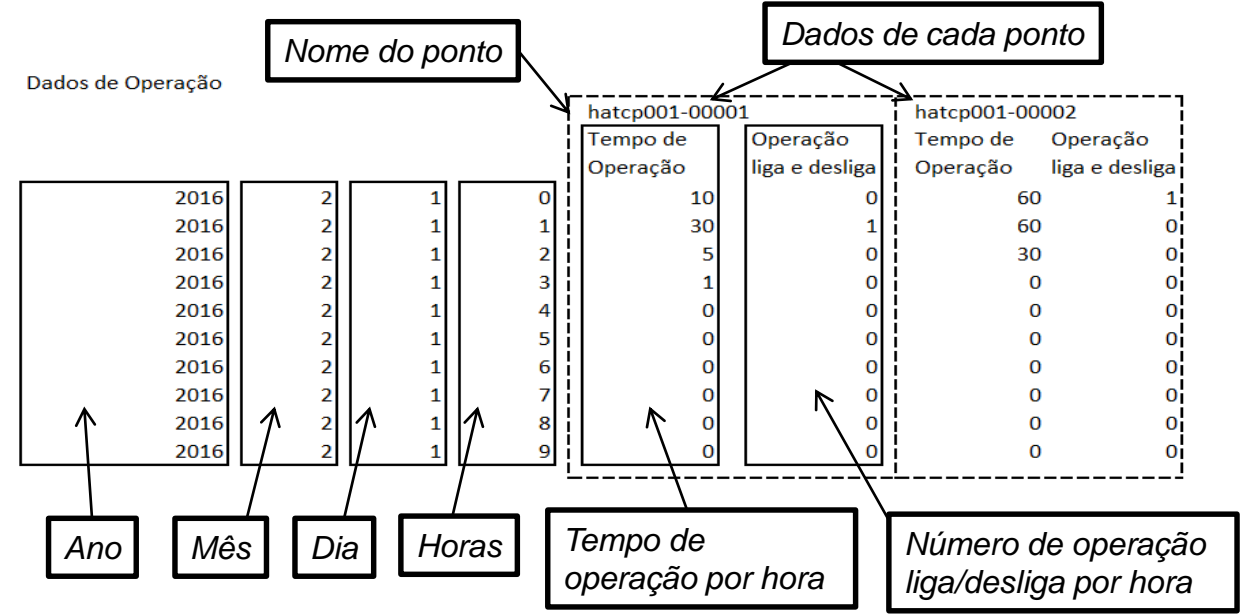 Nome do ponto
Dados de cada ponto
Dados de Operação
hatcp001-00001 hatcp001-00002
Tempo de Operação Tempo de Operação
Operação liga e desliga Operação liga e desliga
2016 2 1 0 10 0 60 1
2016 2 1 1 30 1 60 0
2016 2 1 2 5 0 30 0
2016 2 1 3 1 0 0 0
2016 2 1 4 0 0 0 0
2016 2 1 5 0 0 0 0
2016 2 1 6 0 0 0 0
2016 2 1 7 0 0 0 0
2016 2 1 8 0 0 0 0
2016 2 1 9 0 0 0 0
Ano
Mês
Dia
Horas
Tempo de
operação por hora
Número de operação
liga/desliga por hora